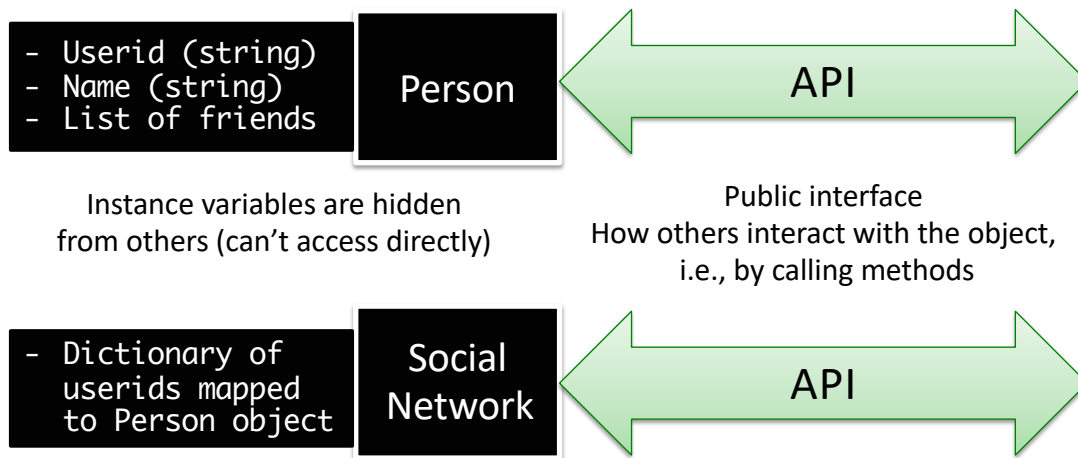 - Userid (string)
- Name (string)
- List of friends
Person
API
Instance variables are hidden
from others (can’t access directly)
Public interface
How others interact with the object,
i.e., by calling methods
- Dictionary of
userids mapped
to Person object
Social
Network
API